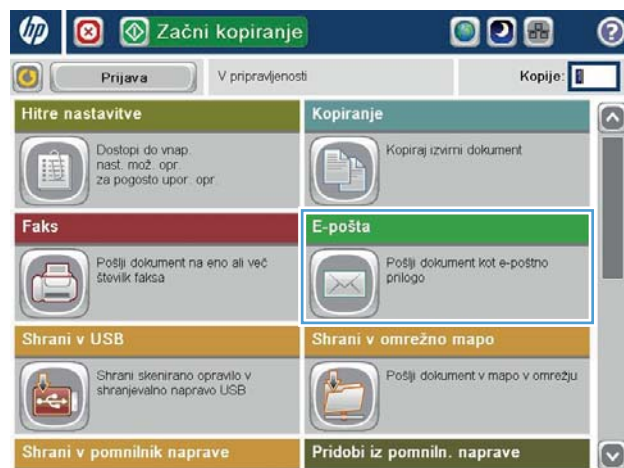 hp
Začni kopiranje
?
Prijava
V pripravljenosti
Kopije:
Hitre nastavitve
Kopiranje
Dostopi do vnap.
nast. mož. opr.
za pogosto upor. opr.
Kopiraj izvirni dokument
Faks
E-pošta
Pošlji dokument na eno ali več
številk faksa
Pošlji dokument kot e-poštno
prilogo
Shrani v USB
Shrani v omrežno mapo
Shrani skenirano opravilo v
shranjevalno napravo USB
Pošlji dokument v mapo v omrežju
Shrani v pomnilnik naprave
Pridobi iz pomniln. naprave